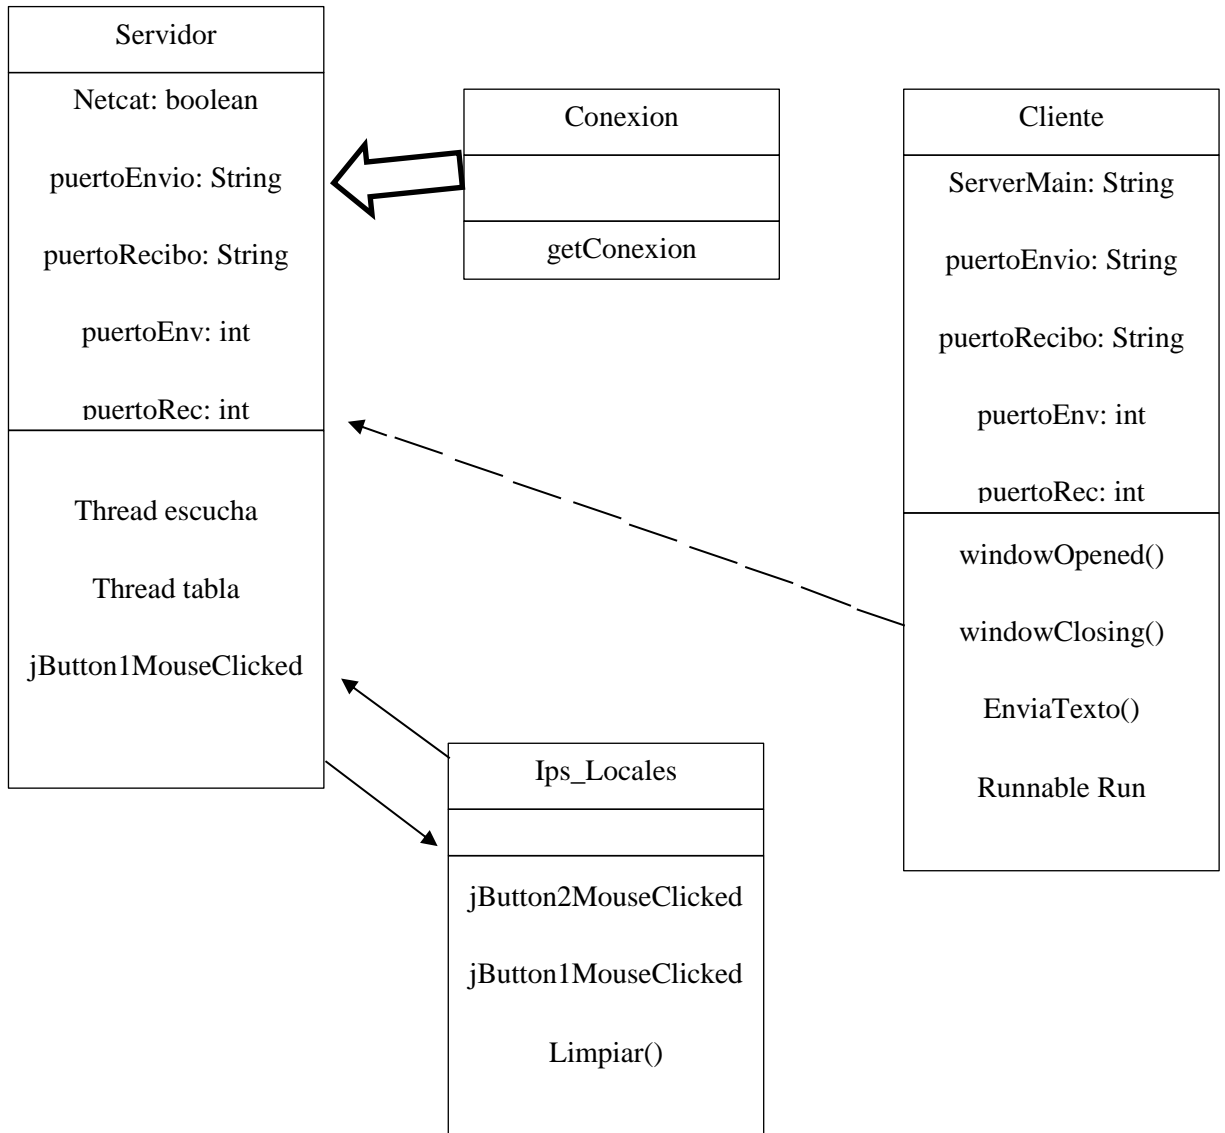 Servidor
Netcat: boolean
puertoEnvio: String
puertoRecibo: String
puertoEnv: int
puertoRec: int
Thread escucha
Thread tabla
jButton1MouseClicked
Conexion
getConexion
Cliente
ServerMain: String
puertoEnvio: String
puertoRecibo: String
puertoEnv: int
puertoRec: int
windowOpened()
windowClosing()
EnviaTexto()
Runnable Run
Ips_Locales
jButton2MouseClicked
jButton1MouseClicked
Limpiar()